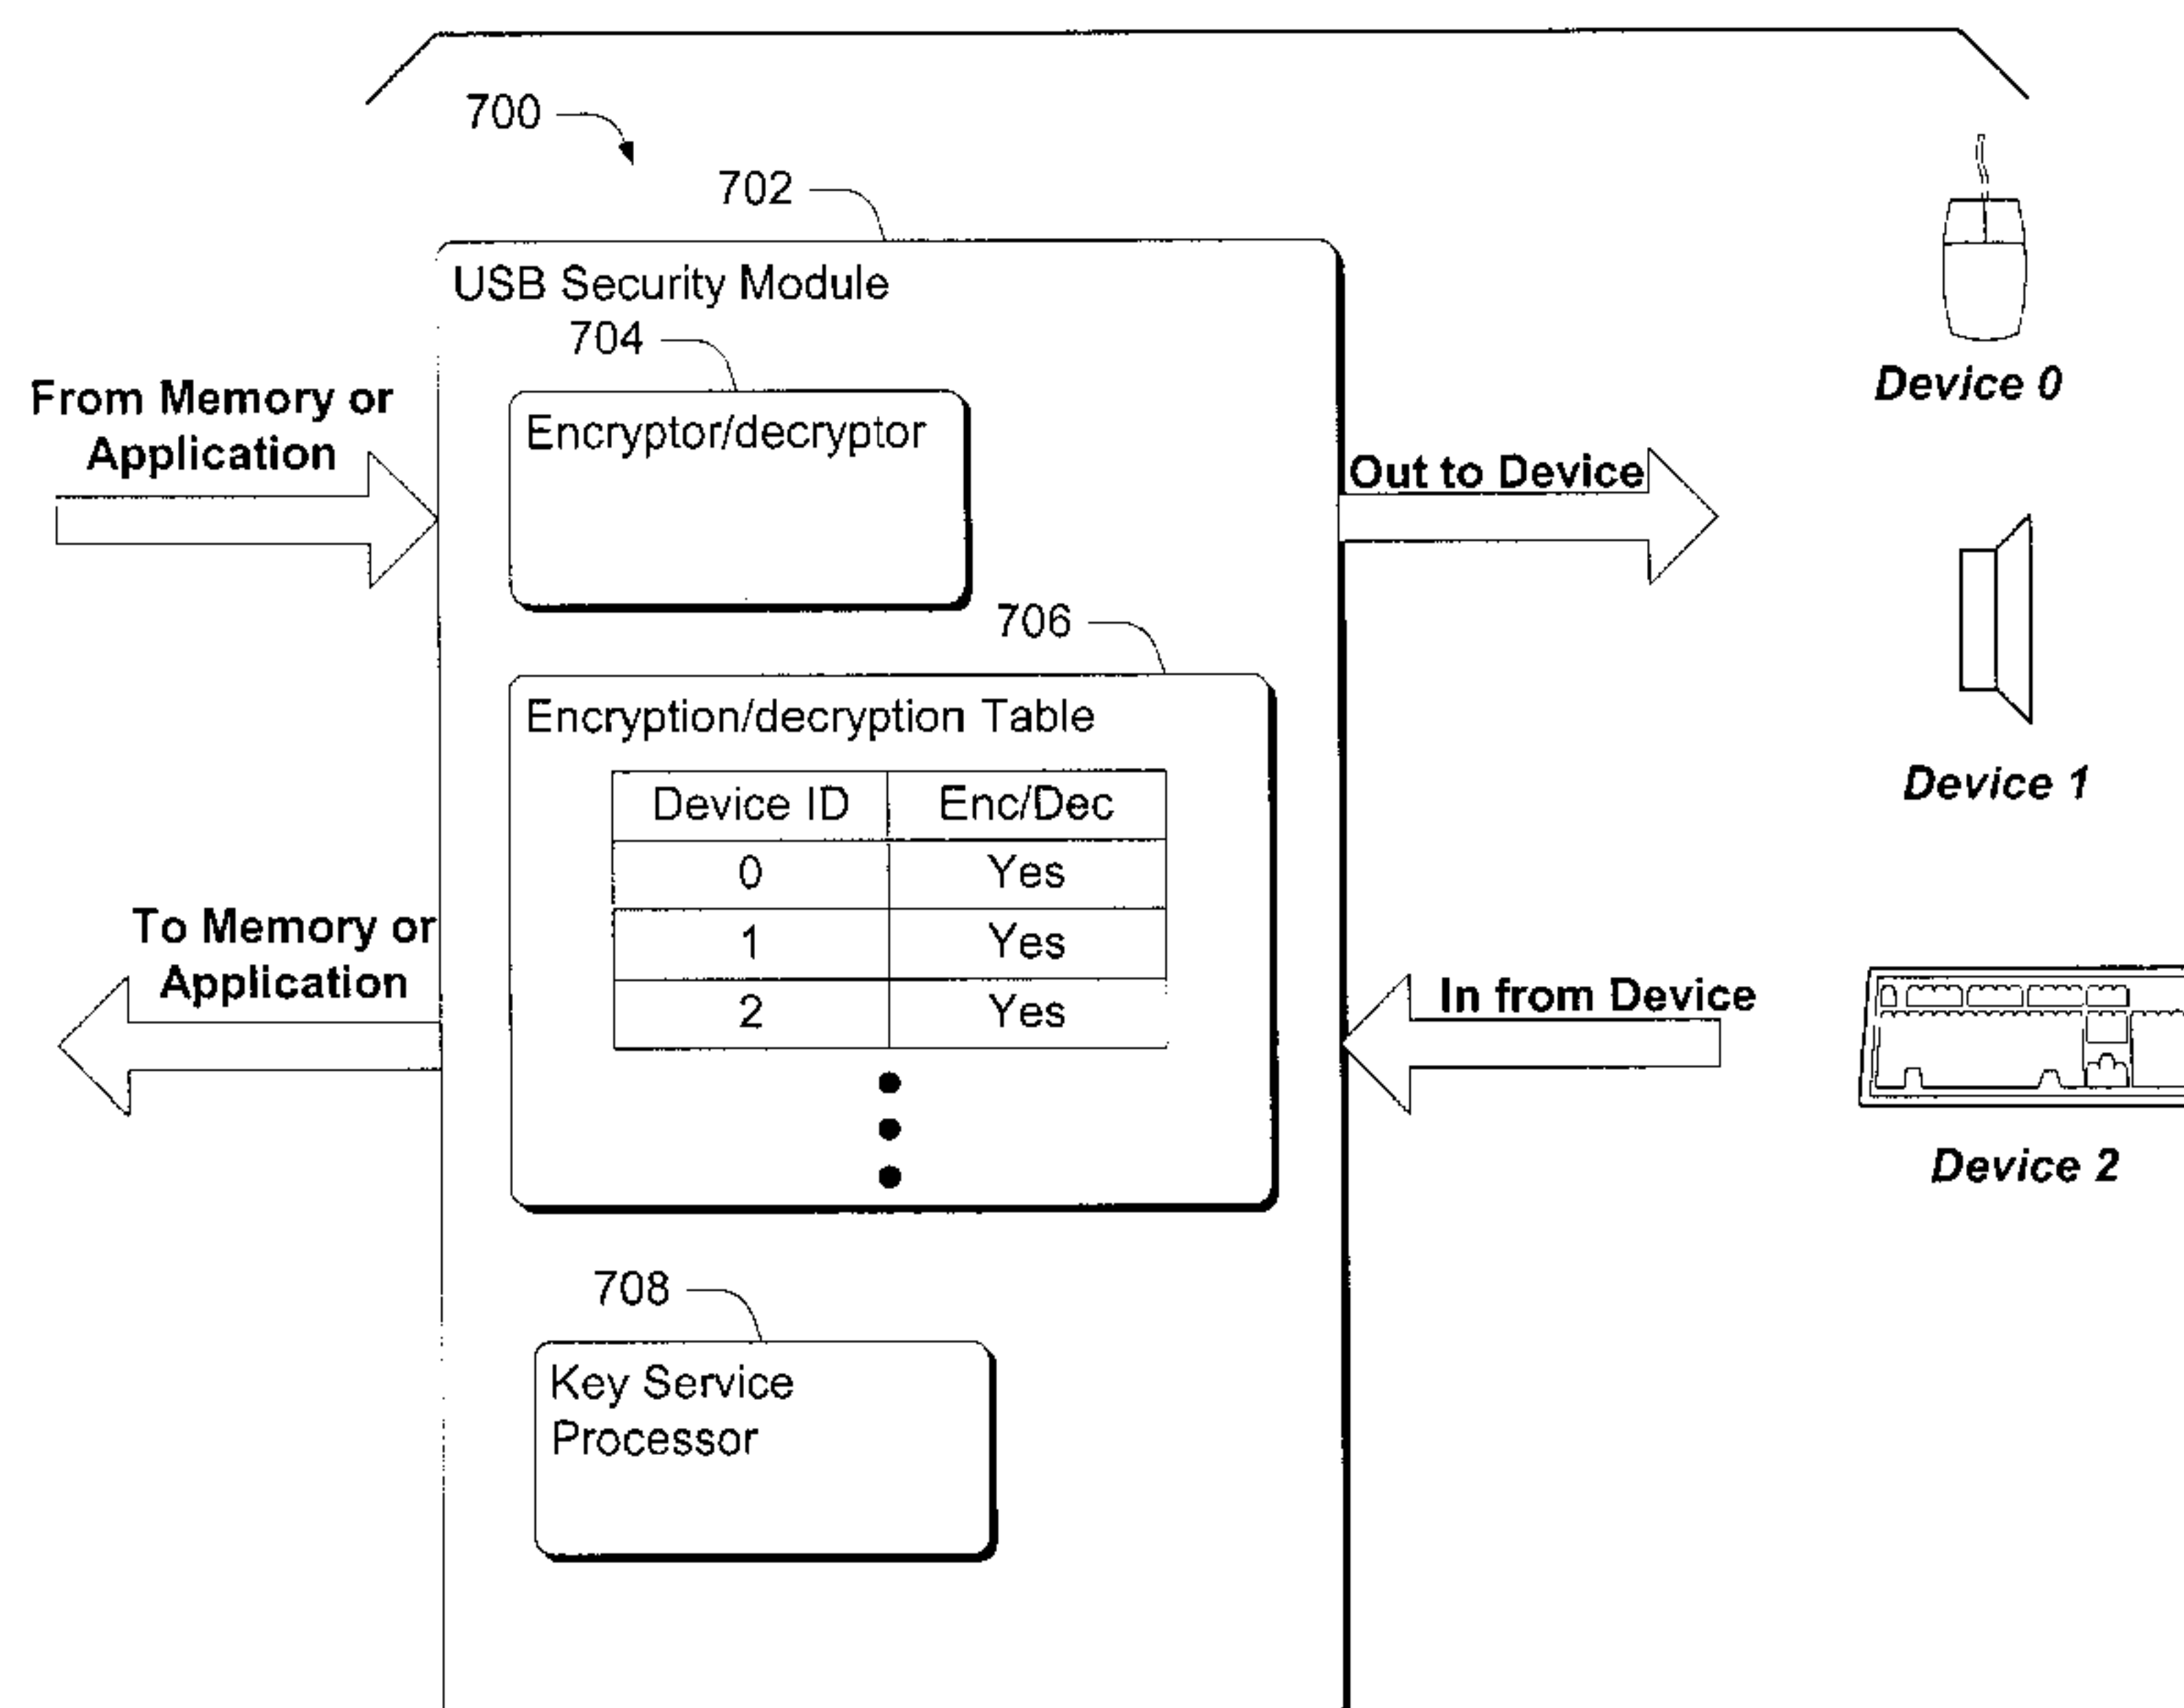 700
702
USB Security Module
704
From Memory or
Application
Encryptor/decryptor
Out to Device
Device 0
706
Encryption/decryption Table
Device ID Enc/Dec
0 Yes
1 Yes
2 Yes
Device 1
To Memory or
Application
In from Device
Device 2
708
Key Service
Processor